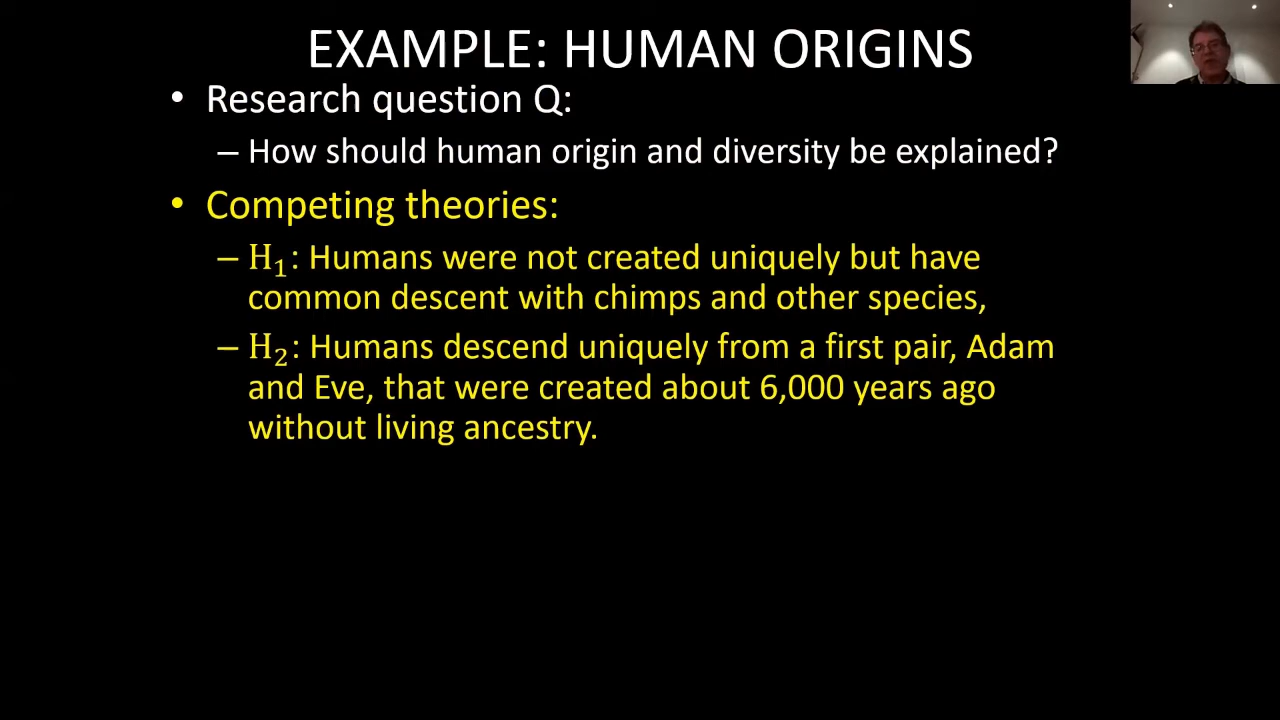 EXAMPLE: HUMAN ORIGINS
• Research question Q:
– How should human origin and diversity be explained?
• Competing theories:
– H₁: Humans were not created uniquely but have
common descent with chimps and other species,
– H₂: Humans descend uniquely from a first pair, Adam
and Eve, that were created about 6,000 years ago
without living ancestry.